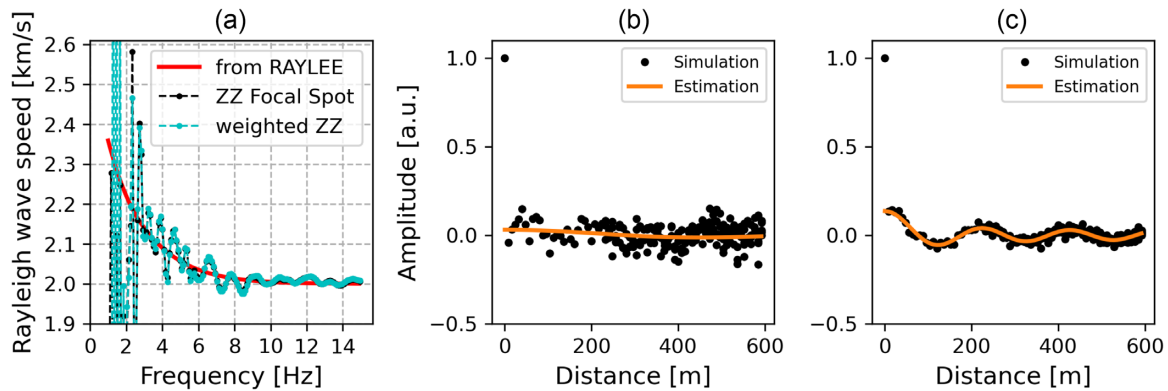 (a)
Rayleigh wave speed [km/s]
2.6
2.5
2.4
2.3
2.2
2.1
2.0
1.9
from RAYLEE
ZZ Focal Spot
weighted ZZ
0 2 4 6 8 10 12 14
Frequency [Hz]
(b)
Amplitude [a.u.]
1.0
0.5
0.0
−0.5
Simulation
Estimation
0 200 400 600
Distance [m]
(c)
1.0
0.5
0.0
−0.5
Simulation
Estimation
0 200 400 600
Distance [m]